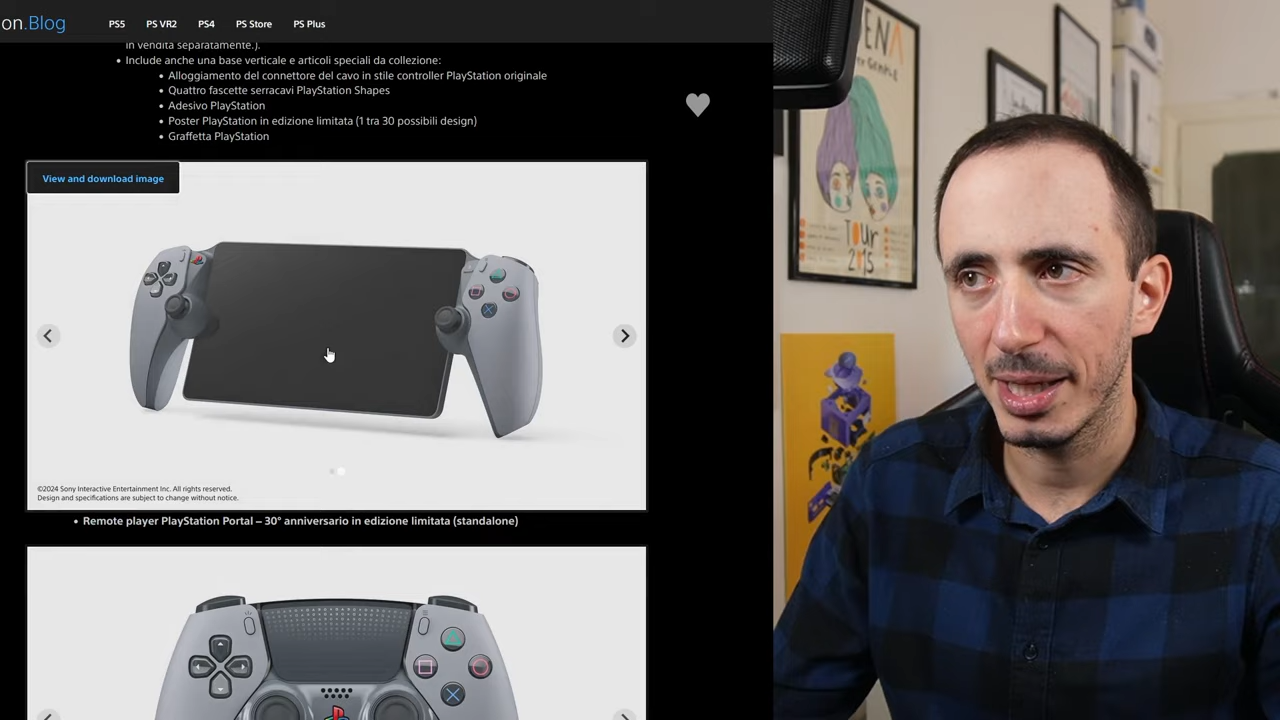 on.Blog
PS5
PS VR2
PS4
PS Store
PS Plus
in vendita separatamente.).
Include anche una base verticale e articoli speciali da collezione:
Alloggiamento del connettore del cavo in stile controller PlayStation originale
Quattro fascette serracavi PlayStation Shapes
Adesivo PlayStation
Poster PlayStation in edizione limitata (1 tra 30 possibili design)
Graffetta PlayStation
View and download image
©2024 Sony Interactive Entertainment Inc. All rights reserved.
Design and specifications are subject to change without notice.
Remote player PlayStation Portal – 30° anniversario in edizione limitata (standalone)
ENA
Tour
2015